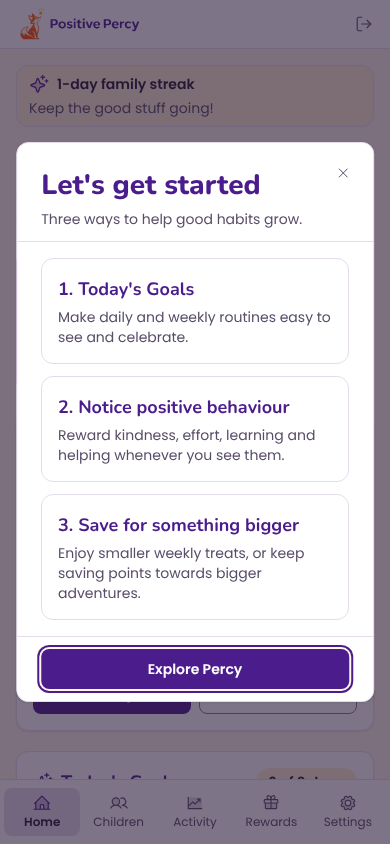 Positive Percy
1-day family streak
Keep the good stuff going!
Let's get started
Three ways to help good habits grow.
1. Today's Goals
Make daily and weekly routines easy to
see and celebrate.
2. Notice positive behaviour
Reward kindness, effort, learning and
helping whenever you see them.
3. Save for something bigger
Enjoy smaller weekly treats, or keep
saving points towards bigger
adventures.
Explore Percy
Home
Children
Activity
Rewards
Settings